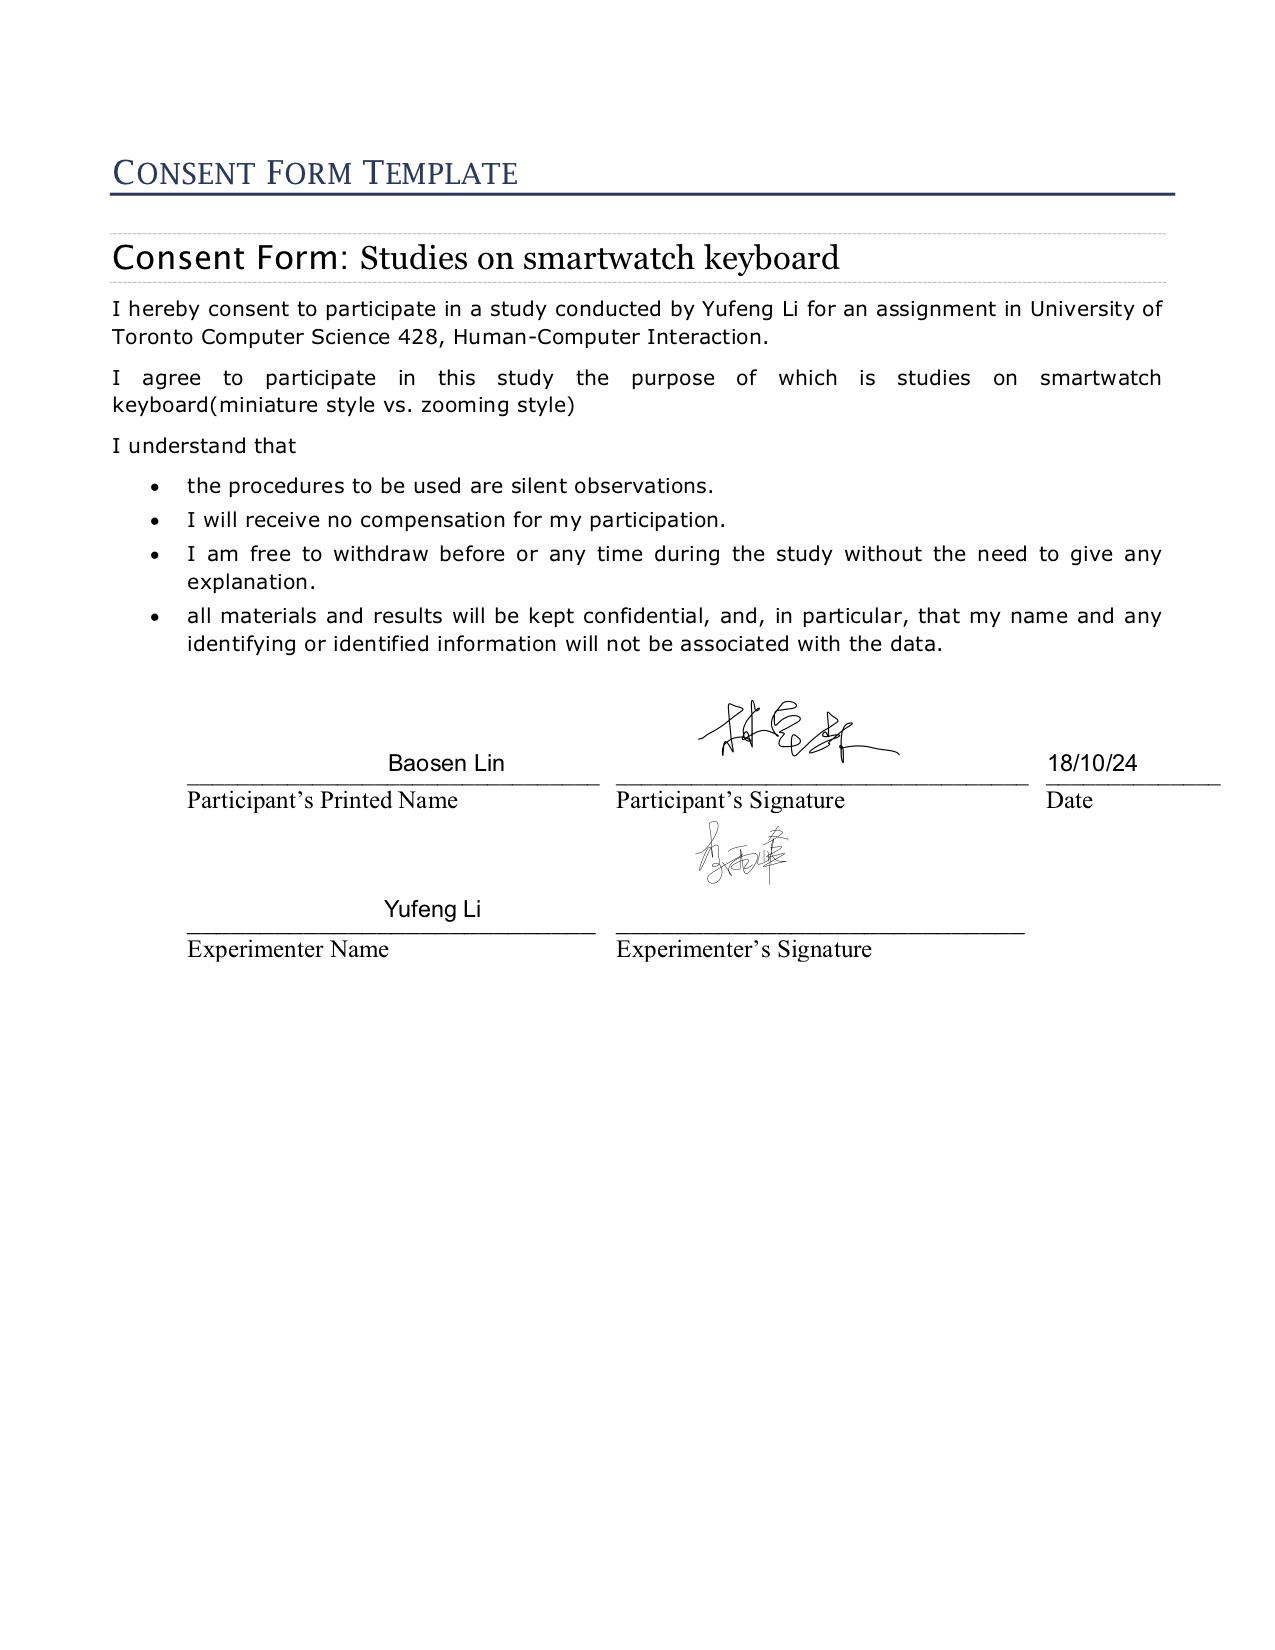 CONSENT FORM TEMPLATE
Consent Form: Studies on smartwatch keyboard
I hereby consent to participate in a study conducted by Yufeng Li for an assignment in University of
Toronto Computer Science 428, Human-Computer Interaction.
I agree to participate in this study the purpose of which is studies on smartwatch
keyboard(miniature style vs. zooming style)
I understand that
• the procedures to be used are silent observations.
• I will receive no compensation for my participation.
• I am free to withdraw before or any time during the study without the need to give any
explanation.
• all materials and results will be kept confidential, and, in particular, that my name and any
identifying or identified information will not be associated with the data.
Baosen Lin 18/10/24
Participant’s Printed Name Participant’s Signature Date
Yufeng Li
Experimenter Name Experimenter’s Signature